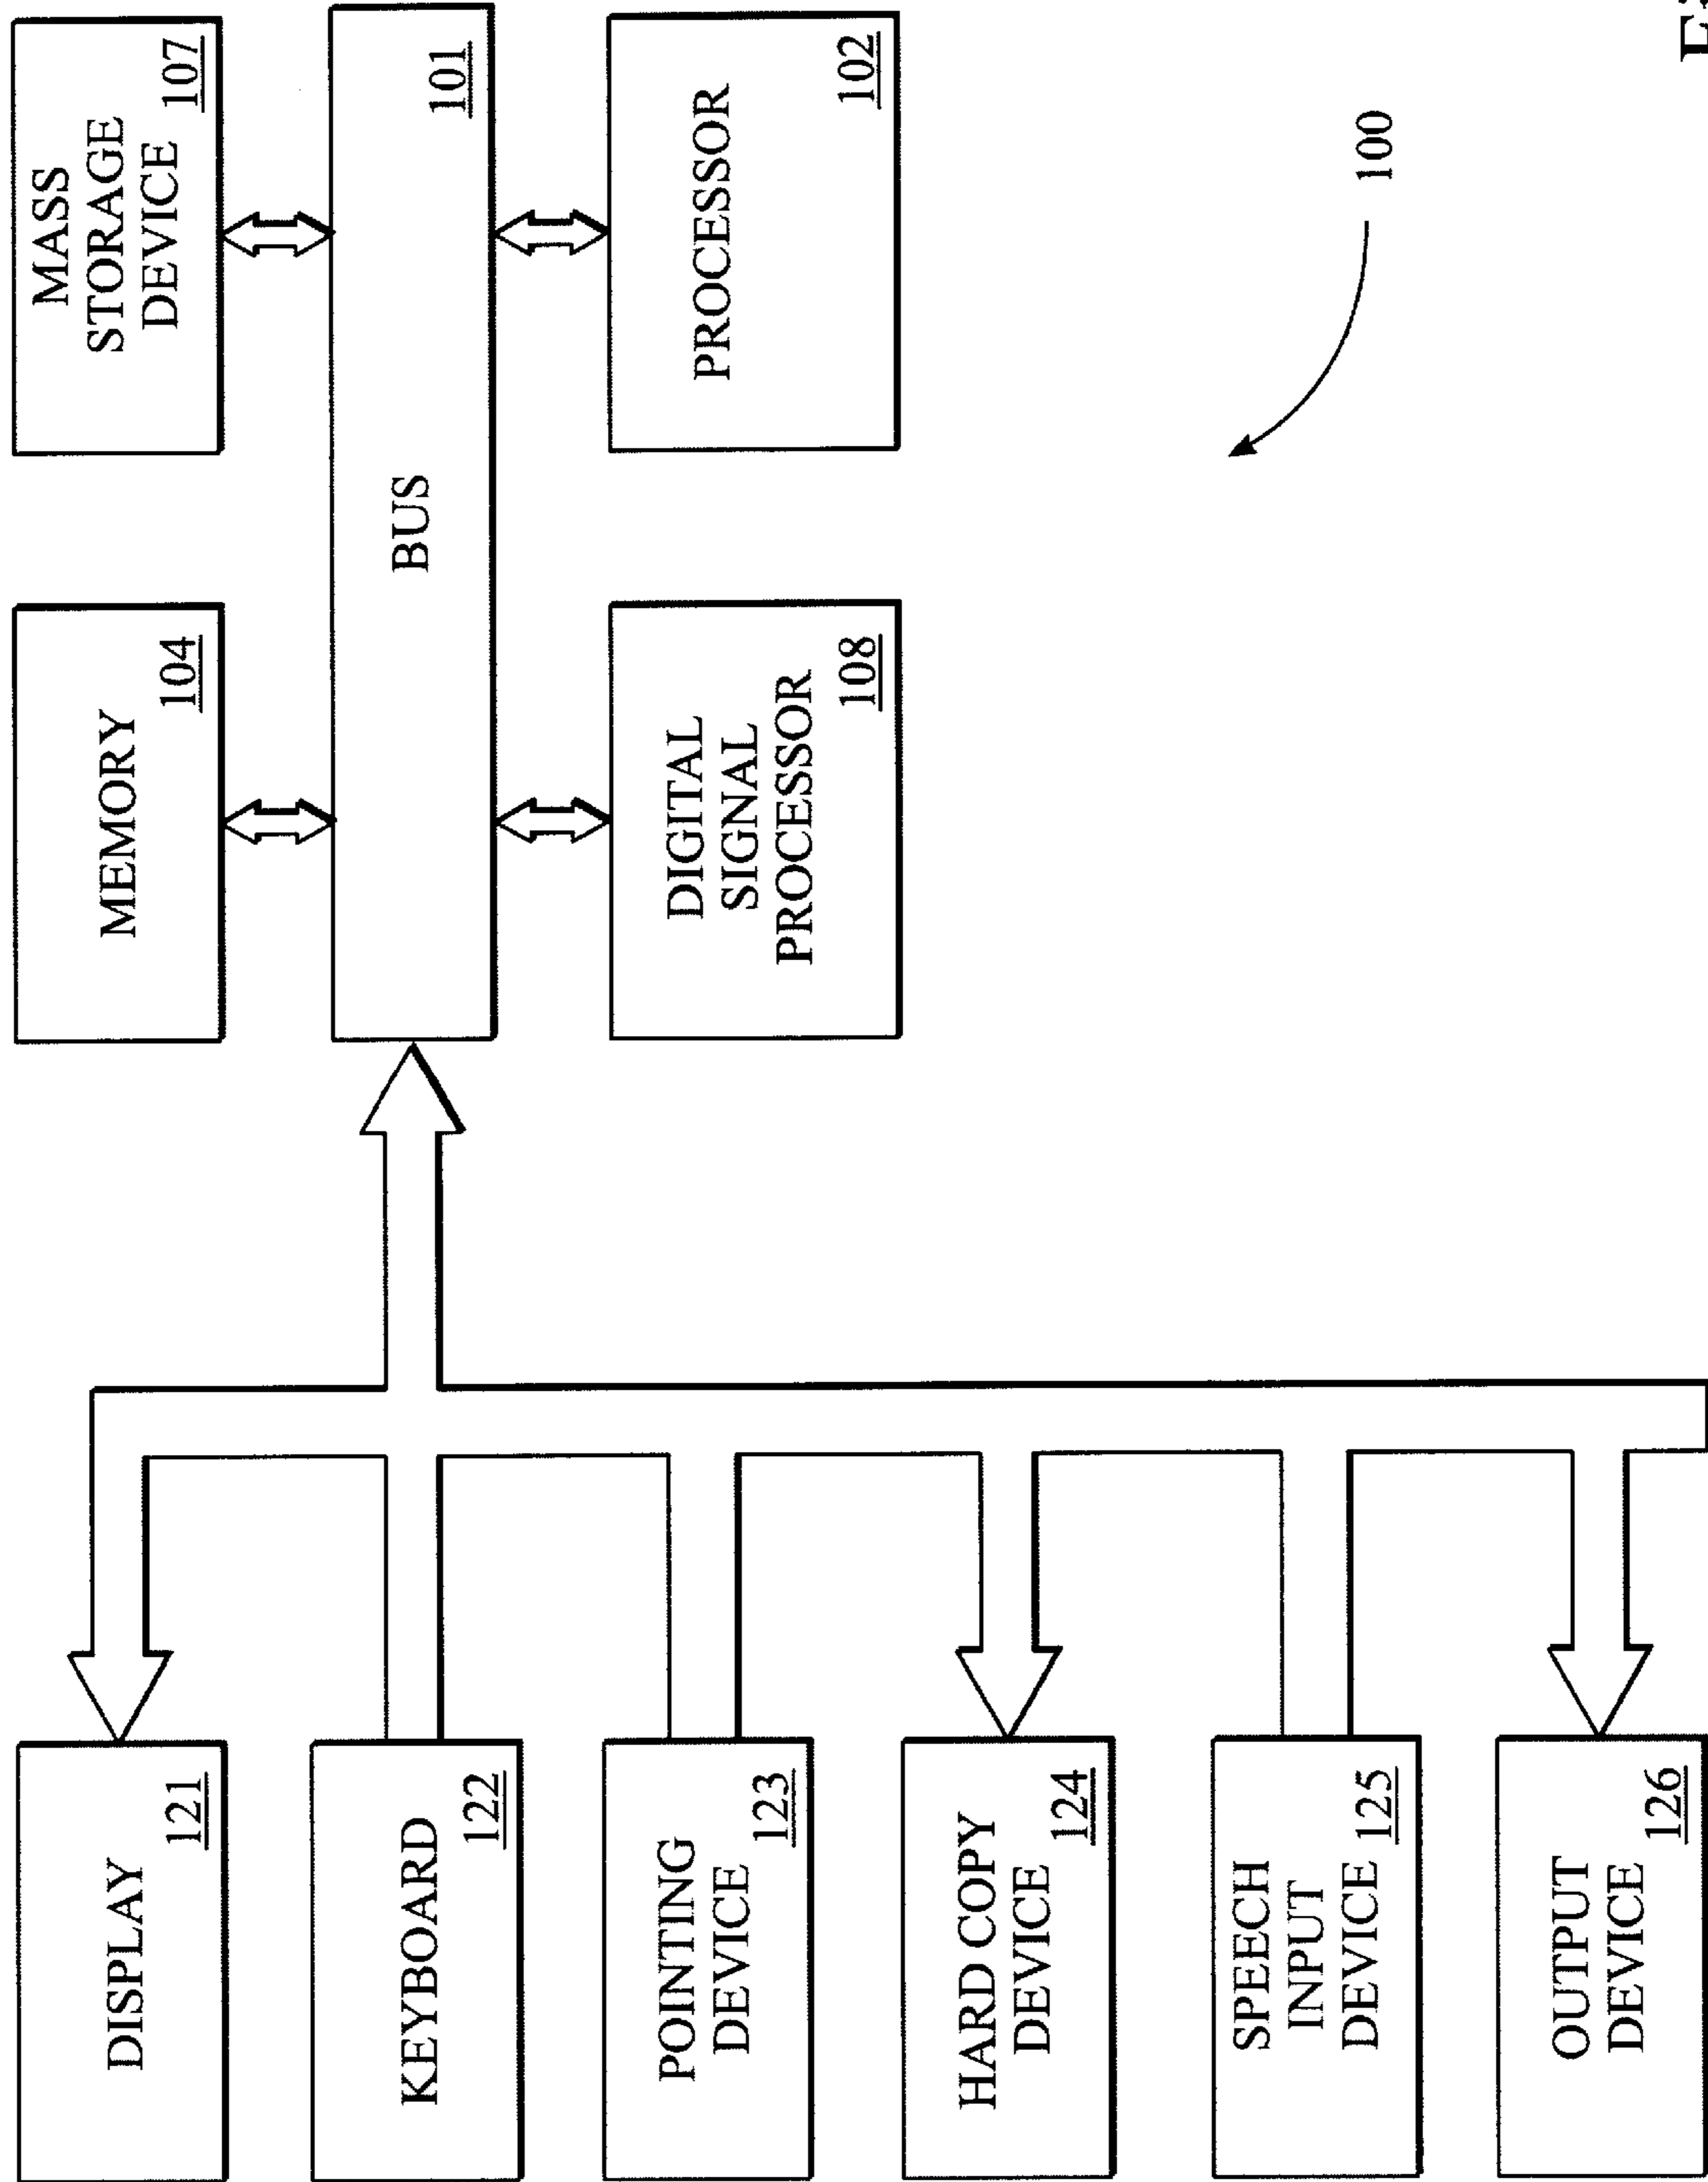 DISPLAY
121
KEYBOARD
122
POINTING
DEVICE
123
HARD COPY
DEVICE
124
SPEECH
INPUT
DEVICE
125
OUTPUT
DEVICE
126
MEMORY
104
MASS
STORAGE
DEVICE
107
BUS
101
DIGITAL
SIGNAL
PROCESSOR
108
PROCESSOR
102
100